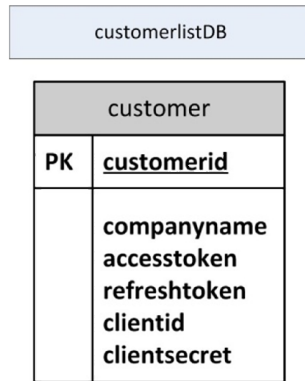 customerlistDB
customer
PK customerid
companyname
accesstoken
refreshtoken
clientid
clientsecret